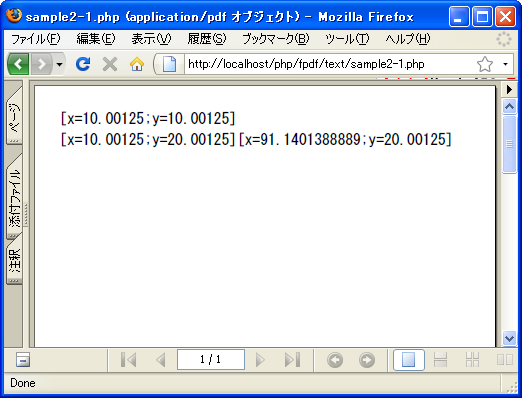 sample2-1.php (application/pdf オブジェクト) - Mozilla Firefox
ファイル(F) 編集(E) 表示(V) 履歴(S) ブックマーク(B) ツール(T) ヘルプ(H)
http://localhost/php/fpdf/text/sample2-1.php
ページ
添付ファイル
注釈
[x=10.00125;y=10.00125]
[x=10.00125;y=20.00125][x=91.1401388889;y=20.00125]
1 / 1
Done